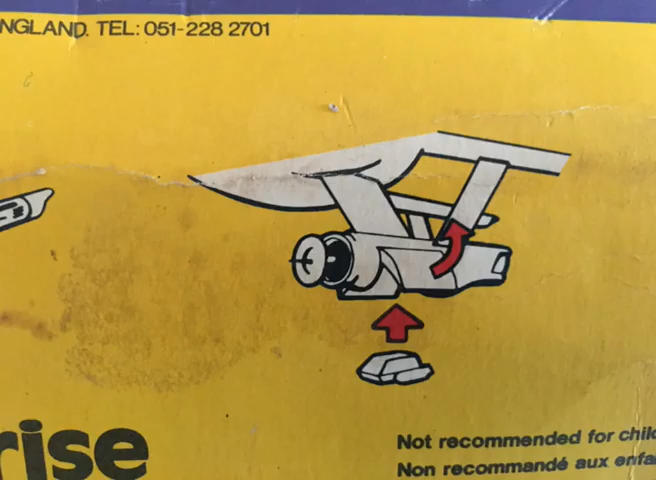 NGLAND. TEL: 051-228 2701
rise
Not recommended for chil
Non recommandé aux enfa